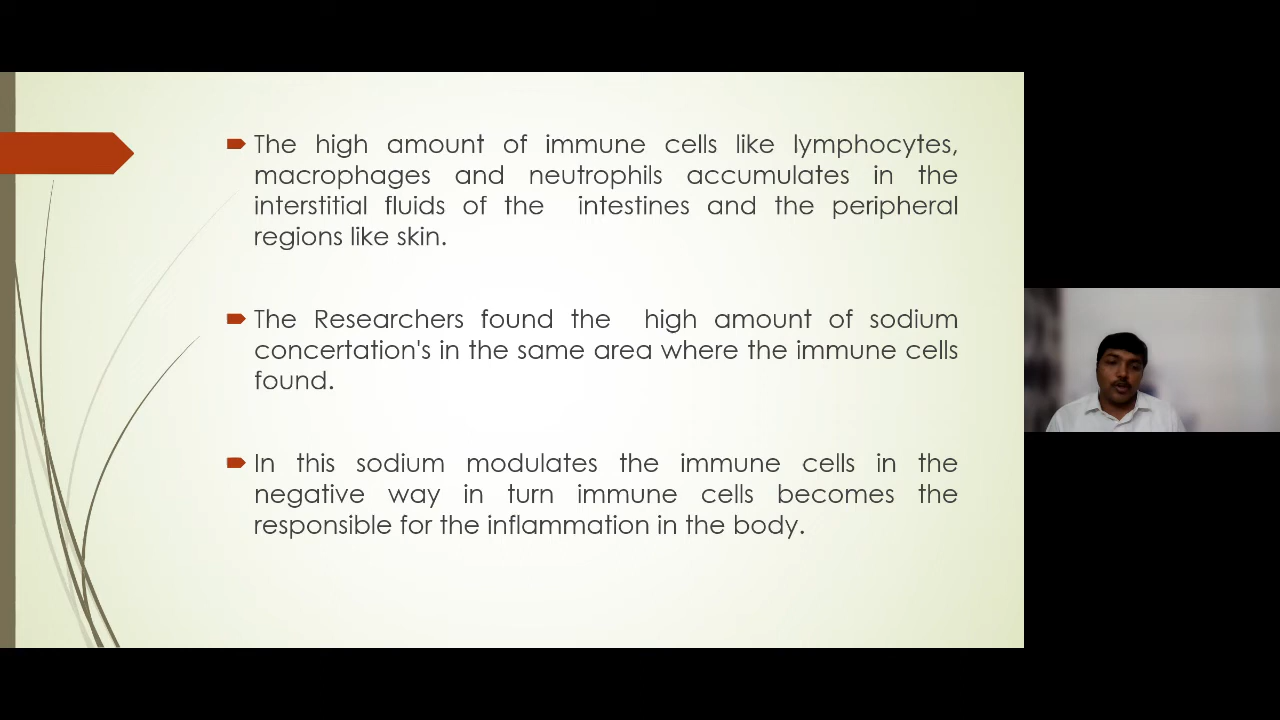 The high amount of immune cells like lymphocytes,
macrophages and neutrophils accumulates in the
interstitial fluids of the intestines and the peripheral
regions like skin.
The Researchers found the high amount of sodium
concertation's in the same area where the immune cells
found.
In this sodium modulates the immune cells in the
negative way in turn immune cells becomes the
responsible for the inflammation in the body.